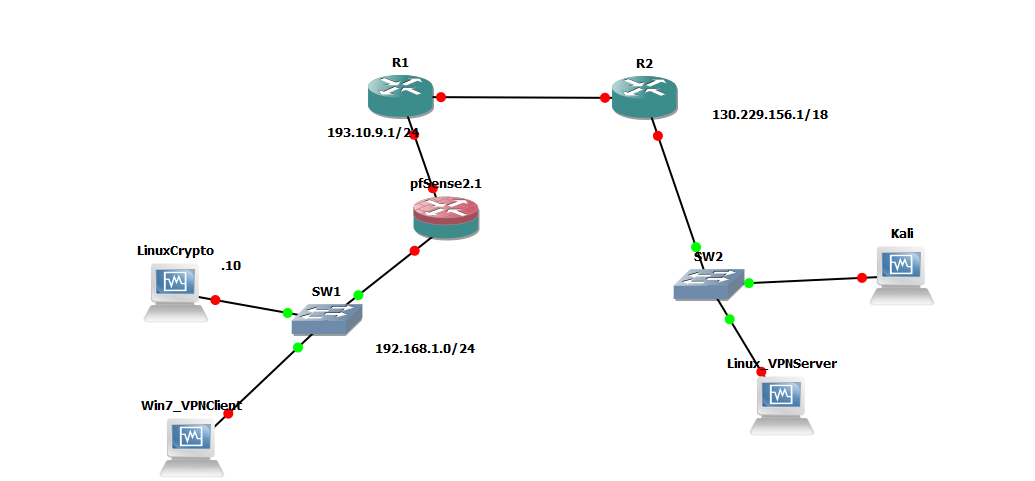 R1
R2
193.10.9.1/24
130.229.156.1/18
pfSense2.1
LinuxCrypto
.10
SW1
192.168.1.0/24
Win7_VPNClient
Kali
SW2
Linux_VPNServer